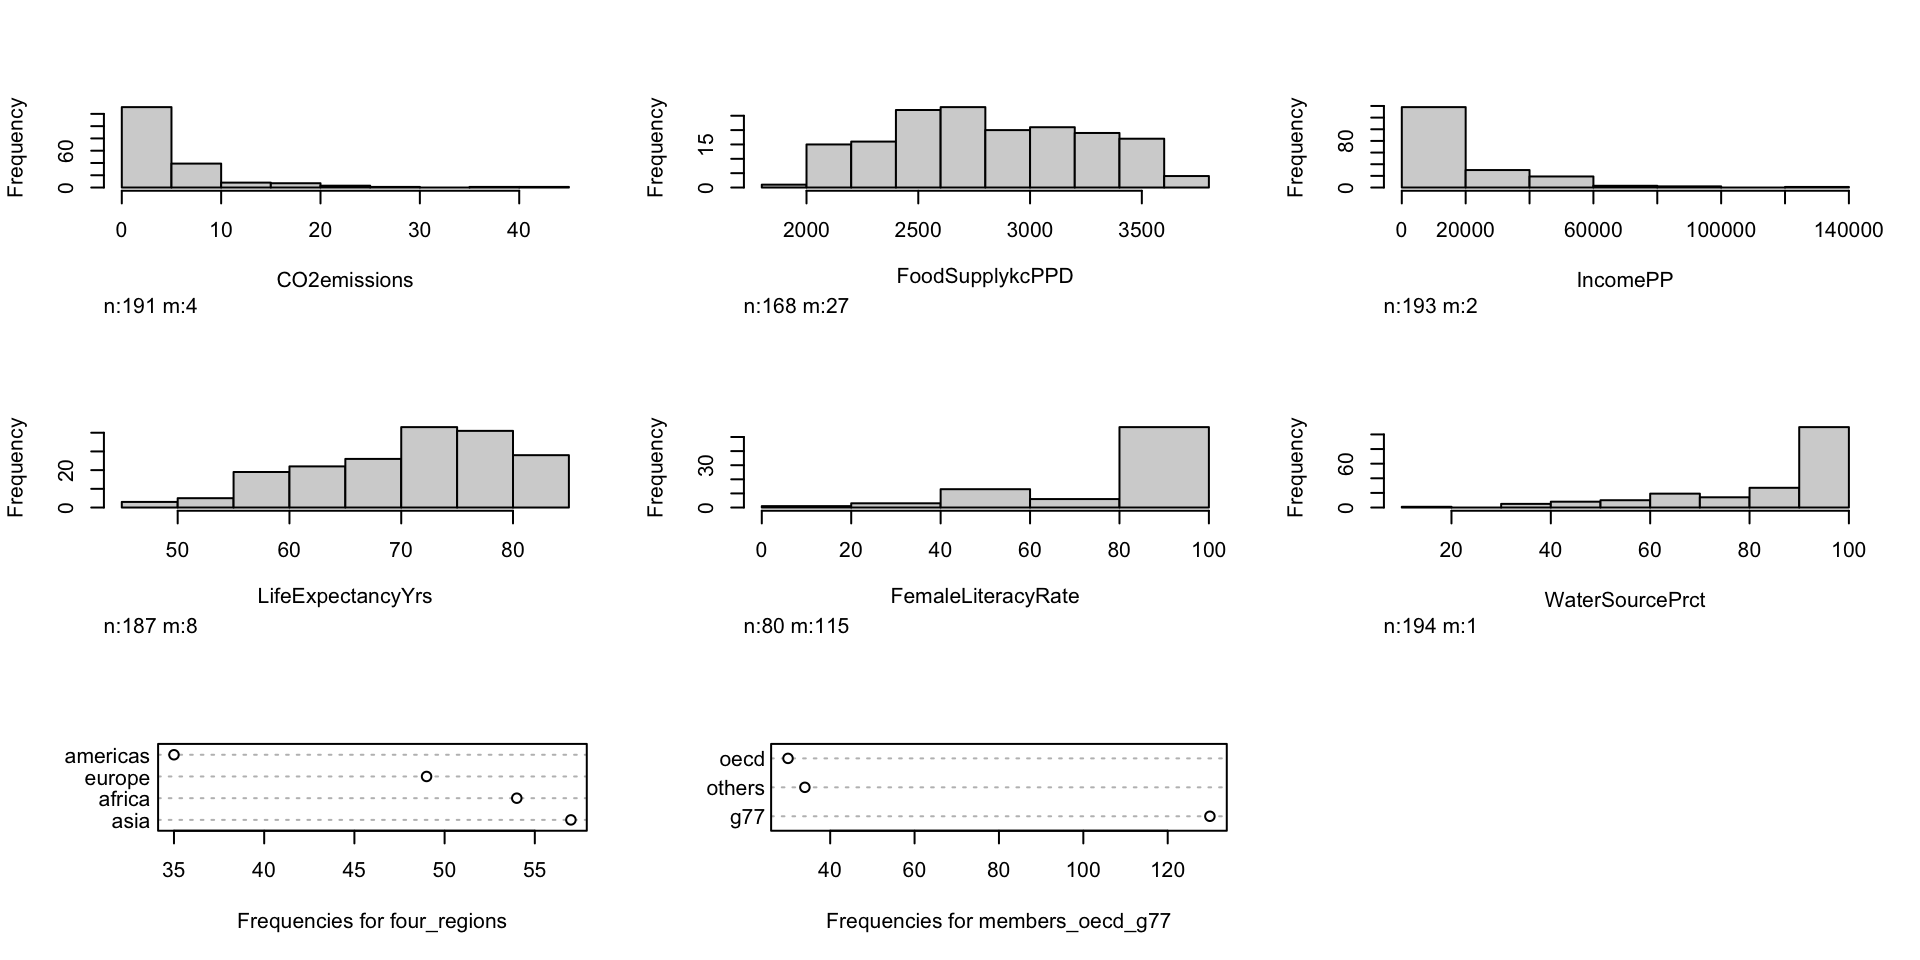 Frequency
60
0
0 10 20 30 40
CO2emissions
n:191 m:4
Frequency
15
0
2000 2500 3000 3500
FoodSupplykcPPD
n:168 m:27
Frequency
80
0
0 20000 60000 100000 140000
IncomePP
n:193 m:2
Frequency
20
0
50 60 70 80
LifeExpectancyYrs
n:187 m:8
Frequency
30
0
0 20 40 60 80 100
FemaleLiteracyRate
n:80 m:115
Frequency
60
0
20 40 60 80 100
WaterSourcePrct
n:194 m:1
americas
europe
africa
asia
35 40 45 50 55
Frequencies for four_regions
oecd
others
g77
40 60 80 100 120
Frequencies for members_oecd_g77